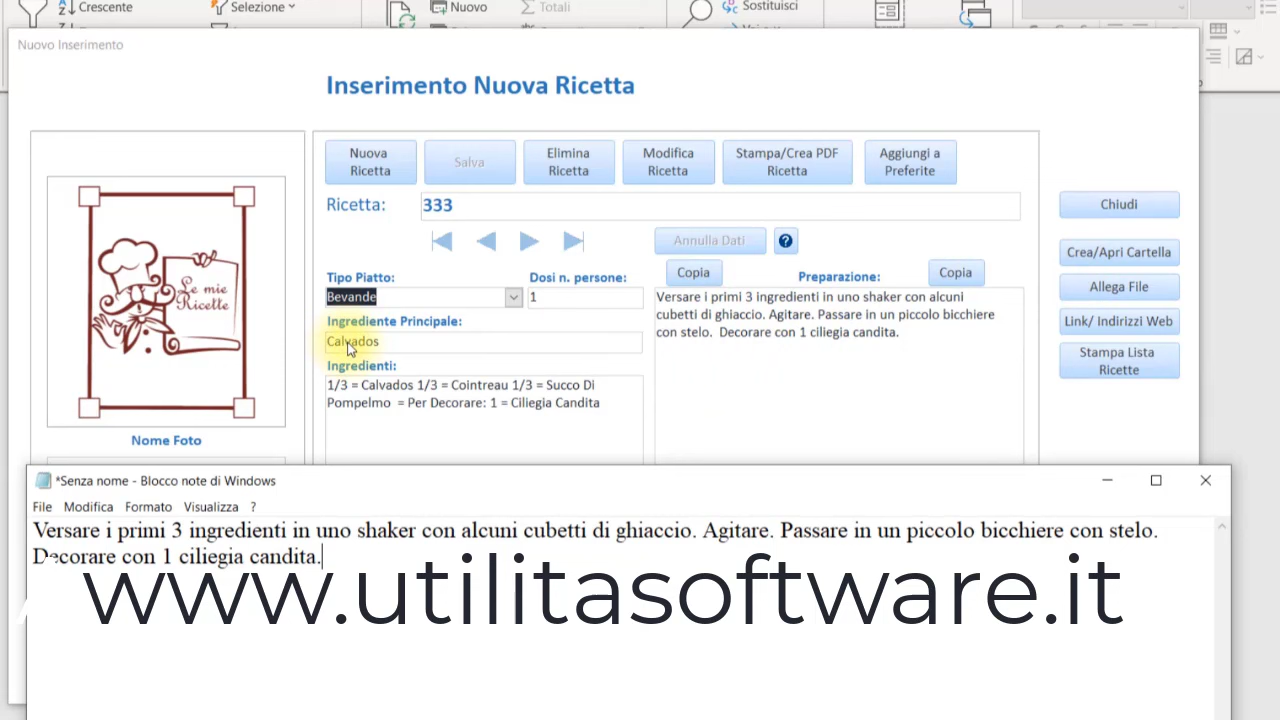 Crescente
Selezione
Nuovo
Totali
Sostituisci
Nuovo Inserimento
Inserimento Nuova Ricetta
Nuova Ricetta
Salva
Elimina Ricetta
Modifica Ricetta
Stampa/Crea PDF Ricetta
Aggiungi a Preferite
Ricetta: 333
Chiudi
Annulla Dati
?
Crea/Apri Cartella
Tipo Piatto:
Dosi n. persone:
Copia
Preparazione:
Copia
Allega File
Bevande
1
Versare i primi 3 ingredienti in uno shaker con alcuni
cubetti di ghiaccio. Agitare. Passare in un piccolo bicchiere
con stelo.  Decorare con 1 ciliegia candita.
Link/ Indirizzi Web
Ingrediente Principale:
Calvados
Stampa Lista Ricette
Ingredienti:
1/3 = Calvados 1/3 = Cointreau 1/3 = Succo Di
Pompelmo  = Per Decorare: 1 = Ciliegia Candita
Le mie
Ricette
Nome Foto
*Senza nome - Blocco note di Windows
File Modifica Formato Visualizza ?
Versare i primi 3 ingredienti in uno shaker con alcuni cubetti di ghiaccio. Agitare. Passare in un piccolo bicchiere con stelo.
Decorare con 1 ciliegia candita.
www.utilitasoftware.it